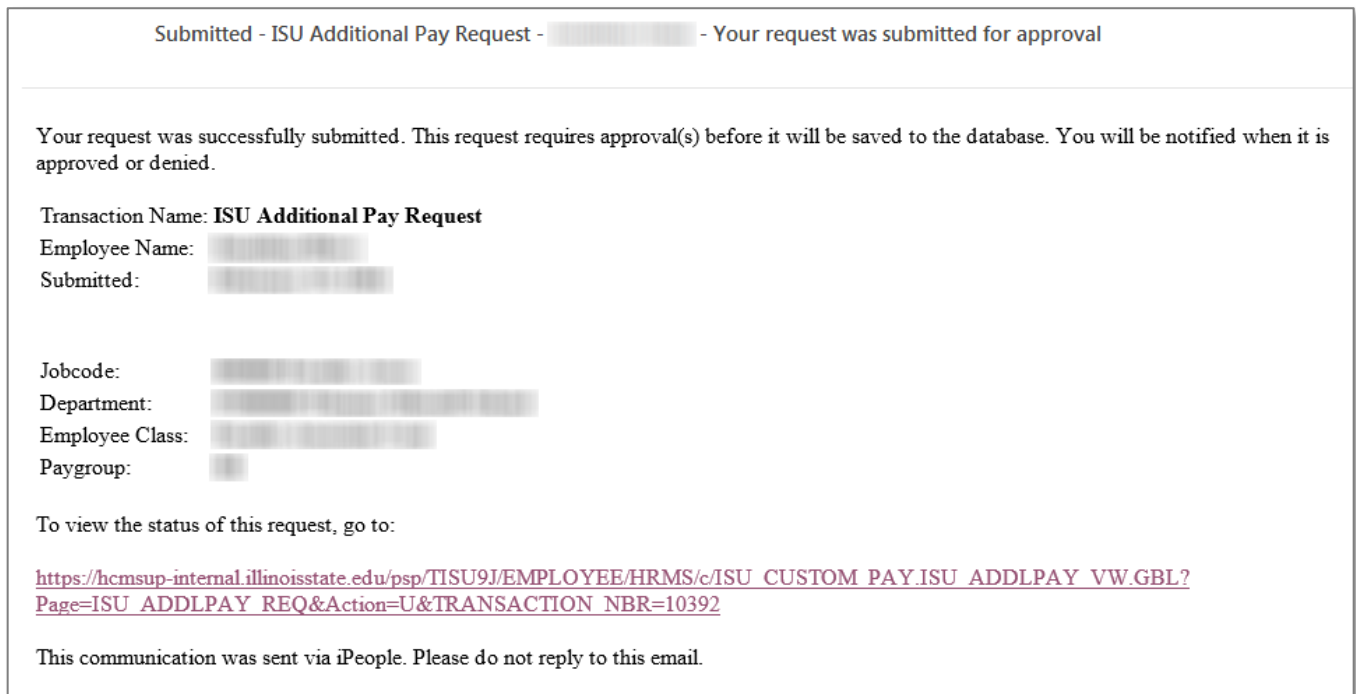 Submitted - ISU Additional Pay Request - - Your request was submitted for approval
Your request was successfully submitted. This request requires approval(s) before it will be saved to the database. You will be notified when it is
approved or denied.
Transaction Name: ISU Additional Pay Request
Employee Name:
Submitted:
Jobcode:
Department:
Employee Class:
Paygroup:
To view the status of this request, go to:
https://hcmsup-internal.illinoisstate.edu/psp/TISU9J/EMPLOYEE/HRMS/c/ISU_CUSTOM_PAY.ISU_ADDLPAY_VW.GBL?
Page=ISU_ADDLPAY_REQ&Action=U&TRANSACTION_NBR=10392
This communication was sent via iPeople. Please do not reply to this email.